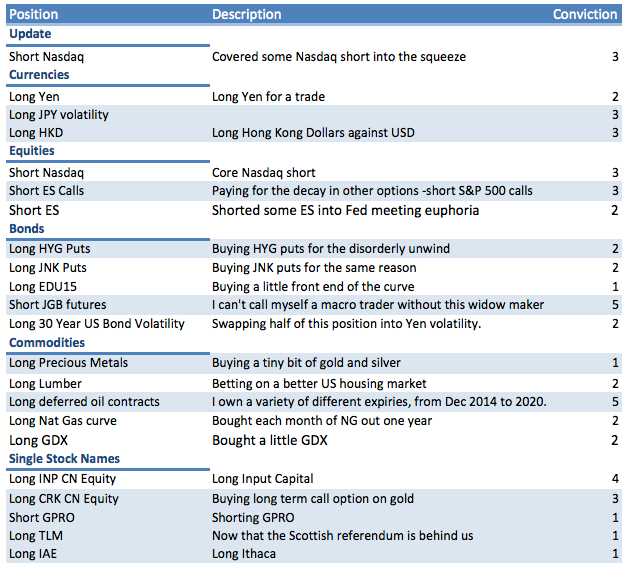 Position Description Conviction
Update
Short Nasdaq Covered some Nasdaq short into the squeeze 3
Currencies
Long Yen Long Yen for a trade 2
Long JPY volatility 3
Long HKD Long Hong Kong Dollars against USD 3
Equities
Short Nasdaq Core Nasdaq short 3
Short ES Calls Paying for the decay in other options -short S&P 500 calls 3
Short ES Shorted some ES into Fed meeting euphoria 2
Bonds
Long HYG Puts Buying HYG puts for the disorderly unwind 2
Long JNK Puts Buying JNK puts for the same reason 2
Long EDU15 Buying a little front end of the curve 1
Short JGB futures I can't call myself a macro trader without this widow maker 5
Long 30 Year US Bond Volatility Swapping half of this position into Yen volatility. 2
Commodities
Long Precious Metals Buying a tiny bit of gold and silver 1
Long Lumber Betting on a better US housing market 2
Long deferred oil contracts I own a variety of different expiries, from Dec 2014 to 2020. 5
Long Nat Gas curve Bought each month of NG out one year 2
Long GDX Bought a little GDX 2
Single Stock Names
Long INP CN Equity Long Input Capital 4
Long CRK CN Equity Buying long term call option on gold 3
Short GPRO Shorting GPRO 1
Long TLM Now that the Scottish referendum is behind us 1
Long IAE Long Ithaca 1